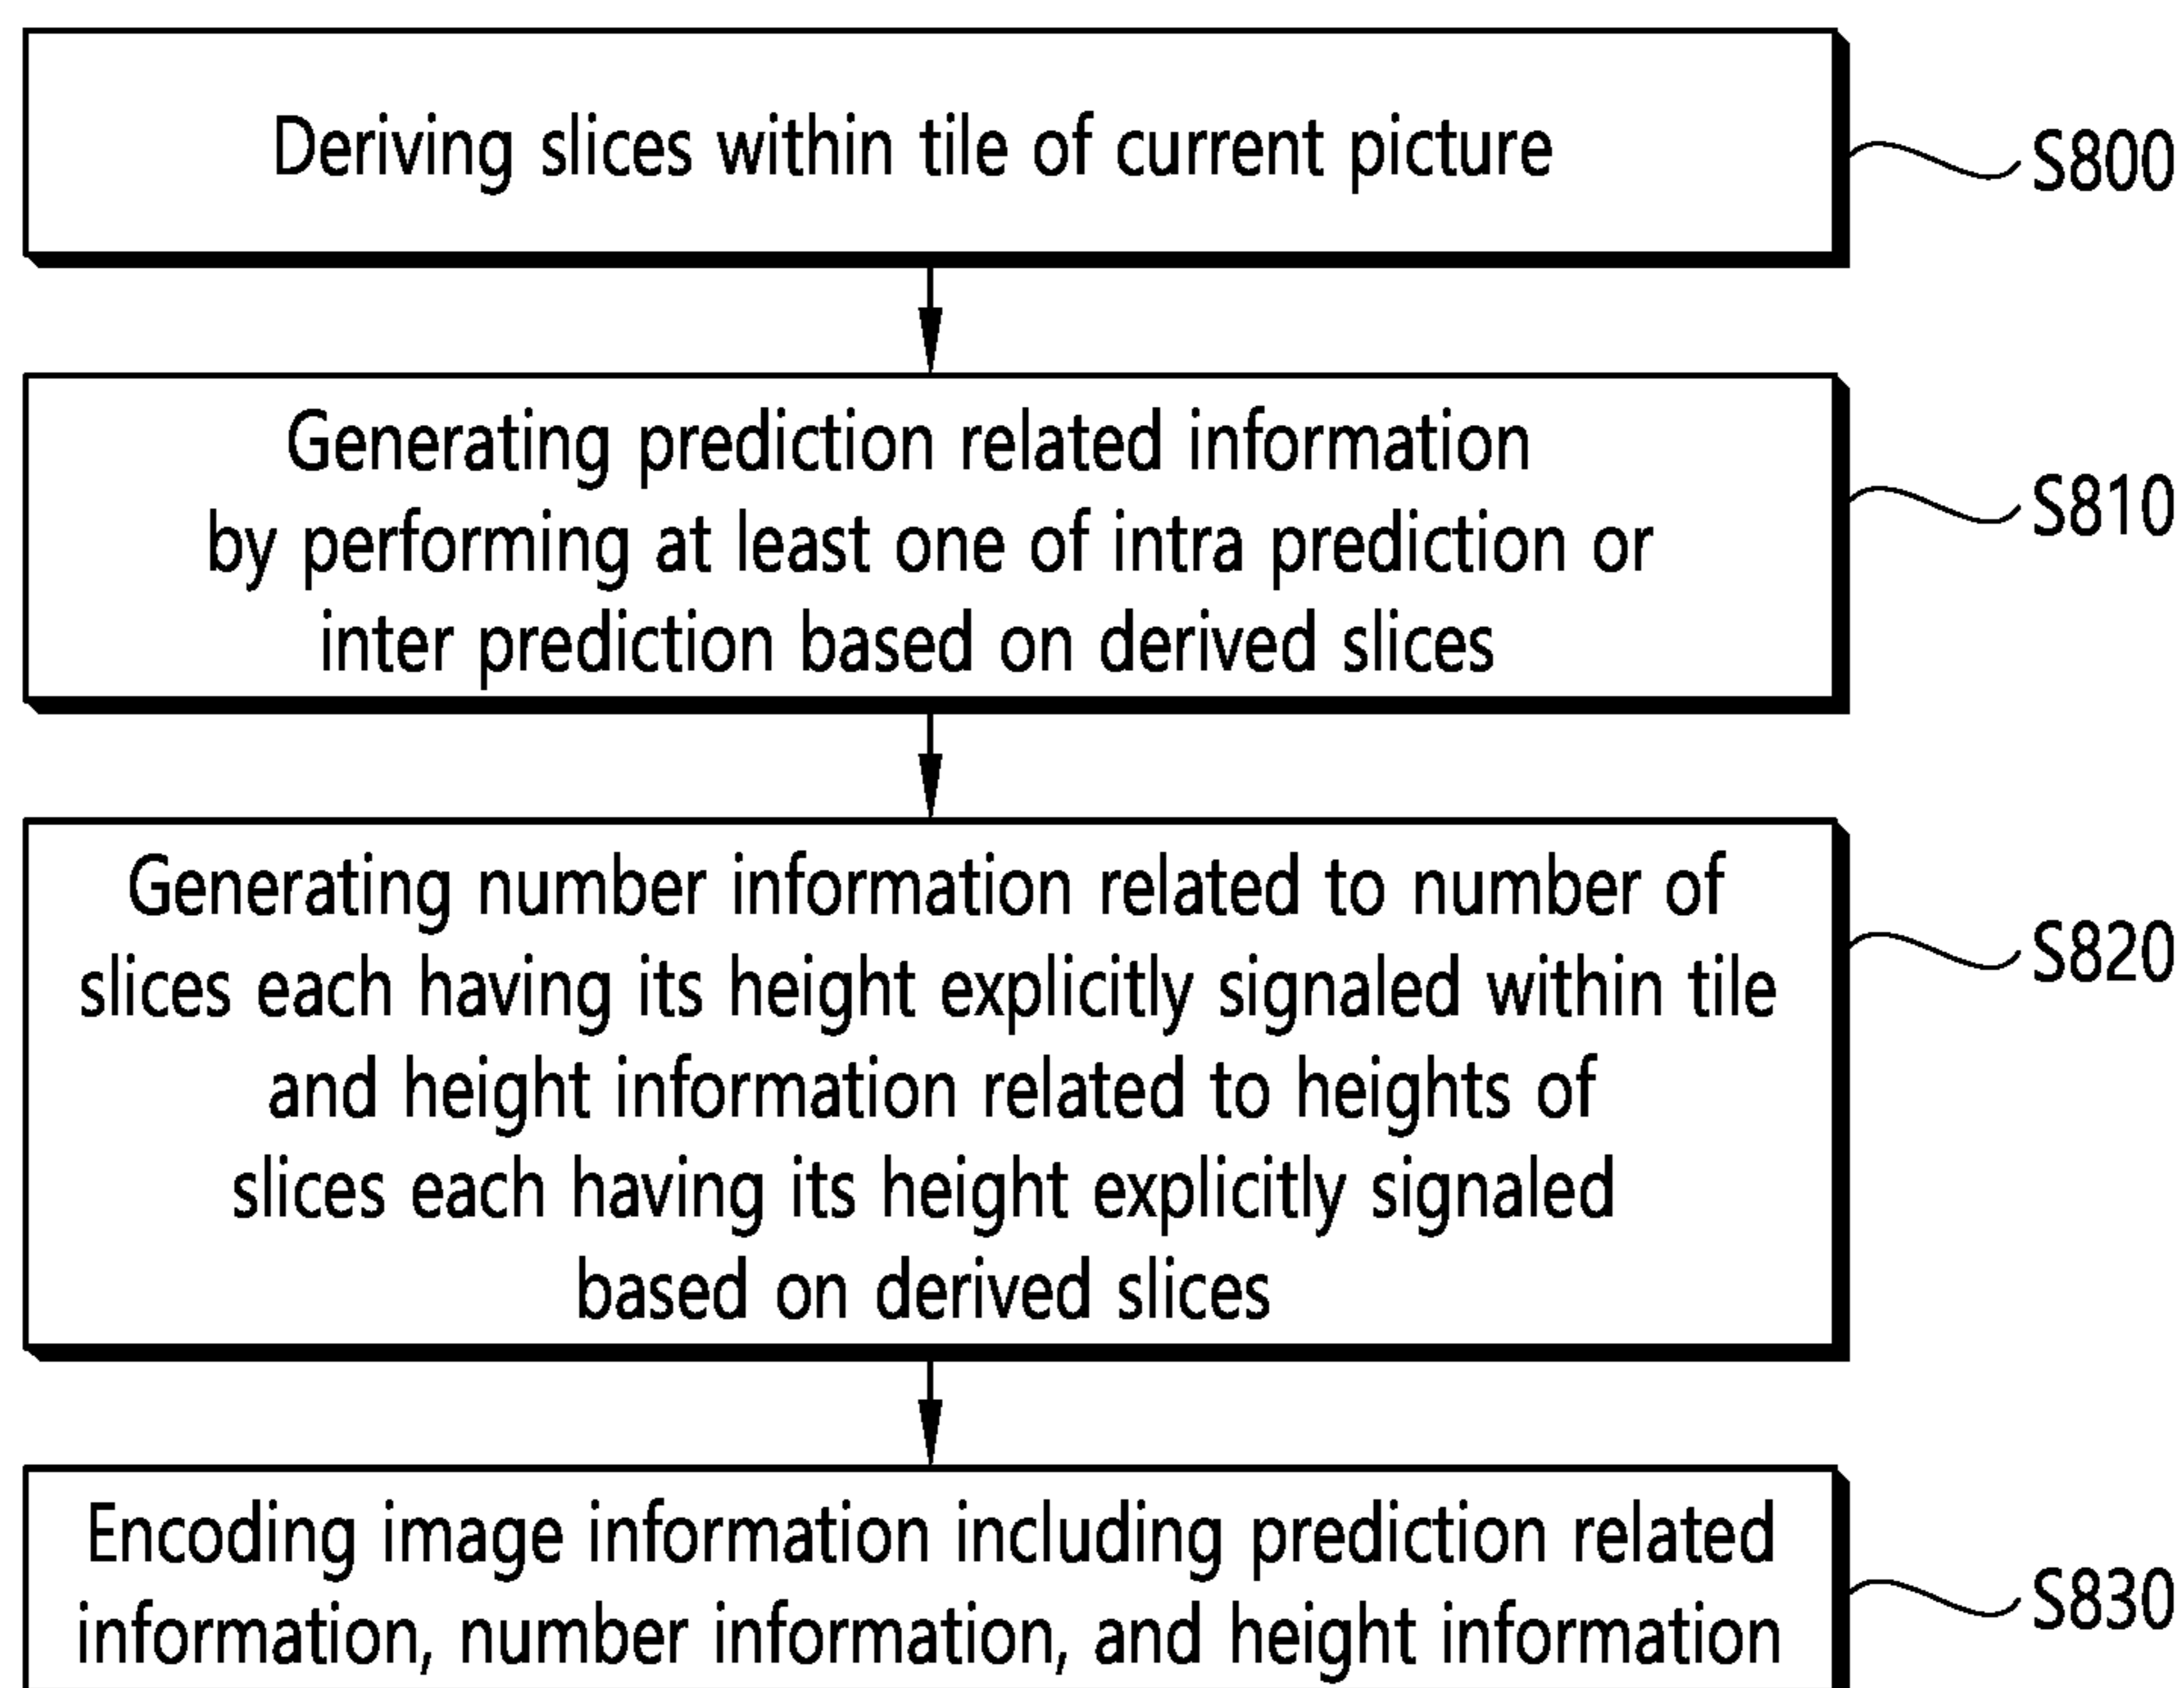 Deriving slices within tile of current picture
S800
Generating prediction related information
by performing at least one of intra prediction or
inter prediction based on derived slices
S810
Generating number information related to number of
slices each having its height explicitly signaled within tile
and height information related to heights of
slices each having its height explicitly signaled
based on derived slices
S820
Encoding image information including prediction related
information, number information, and height information
S830